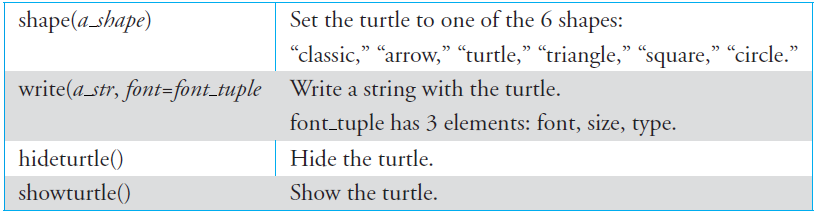 shape(a_shape) Set the turtle to one of the 6 shapes:
“classic,” “arrow,” “turtle,” “triangle,” “square,” “circle.”
write(a_str, font=font_tuple Write a string with the turtle.
font_tuple has 3 elements: font, size, type.
hideturtle() Hide the turtle.
showturtle() Show the turtle.